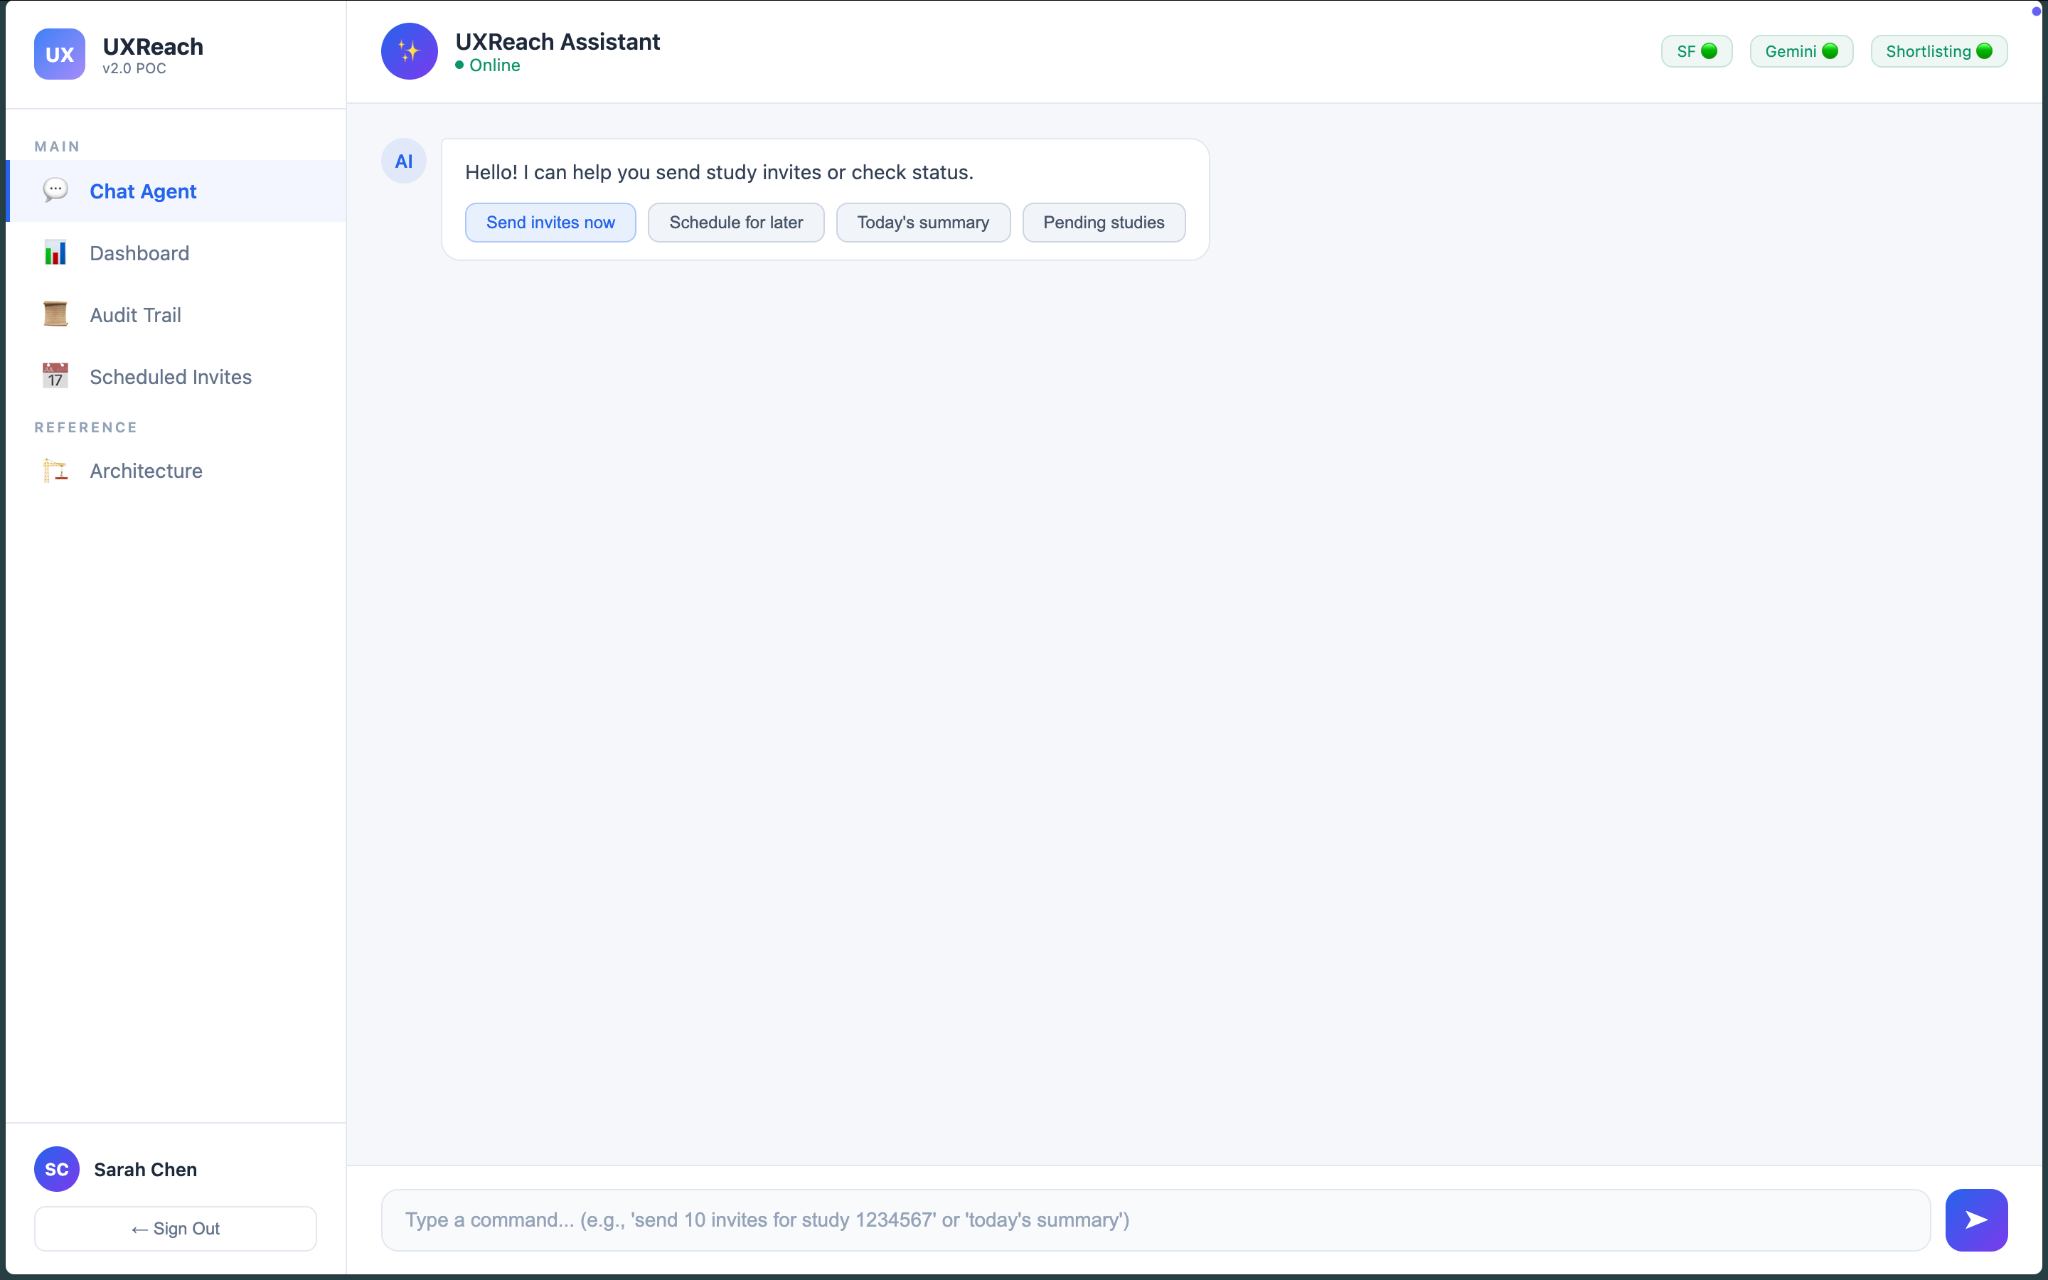 UX
UXReach
v2.0 POC
MAIN
Chat Agent
Dashboard
Audit Trail
17
Scheduled Invites
REFERENCE
Architecture
SC
Sarah Chen
← Sign Out
UXReach Assistant
Online
SF
Gemini
Shortlisting
AI
Hello! I can help you send study invites or check status.
Send invites now
Schedule for later
Today's summary
Pending studies
Type a command... (e.g., 'send 10 invites for study 1234567' or 'today's summary')